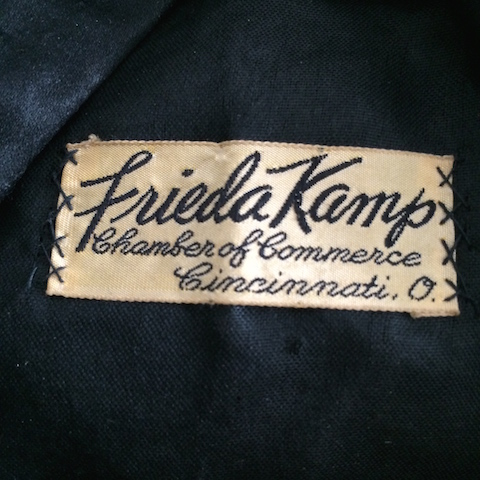 Frieda Kamp
Chamber of Commerce
Cincinnati. O.